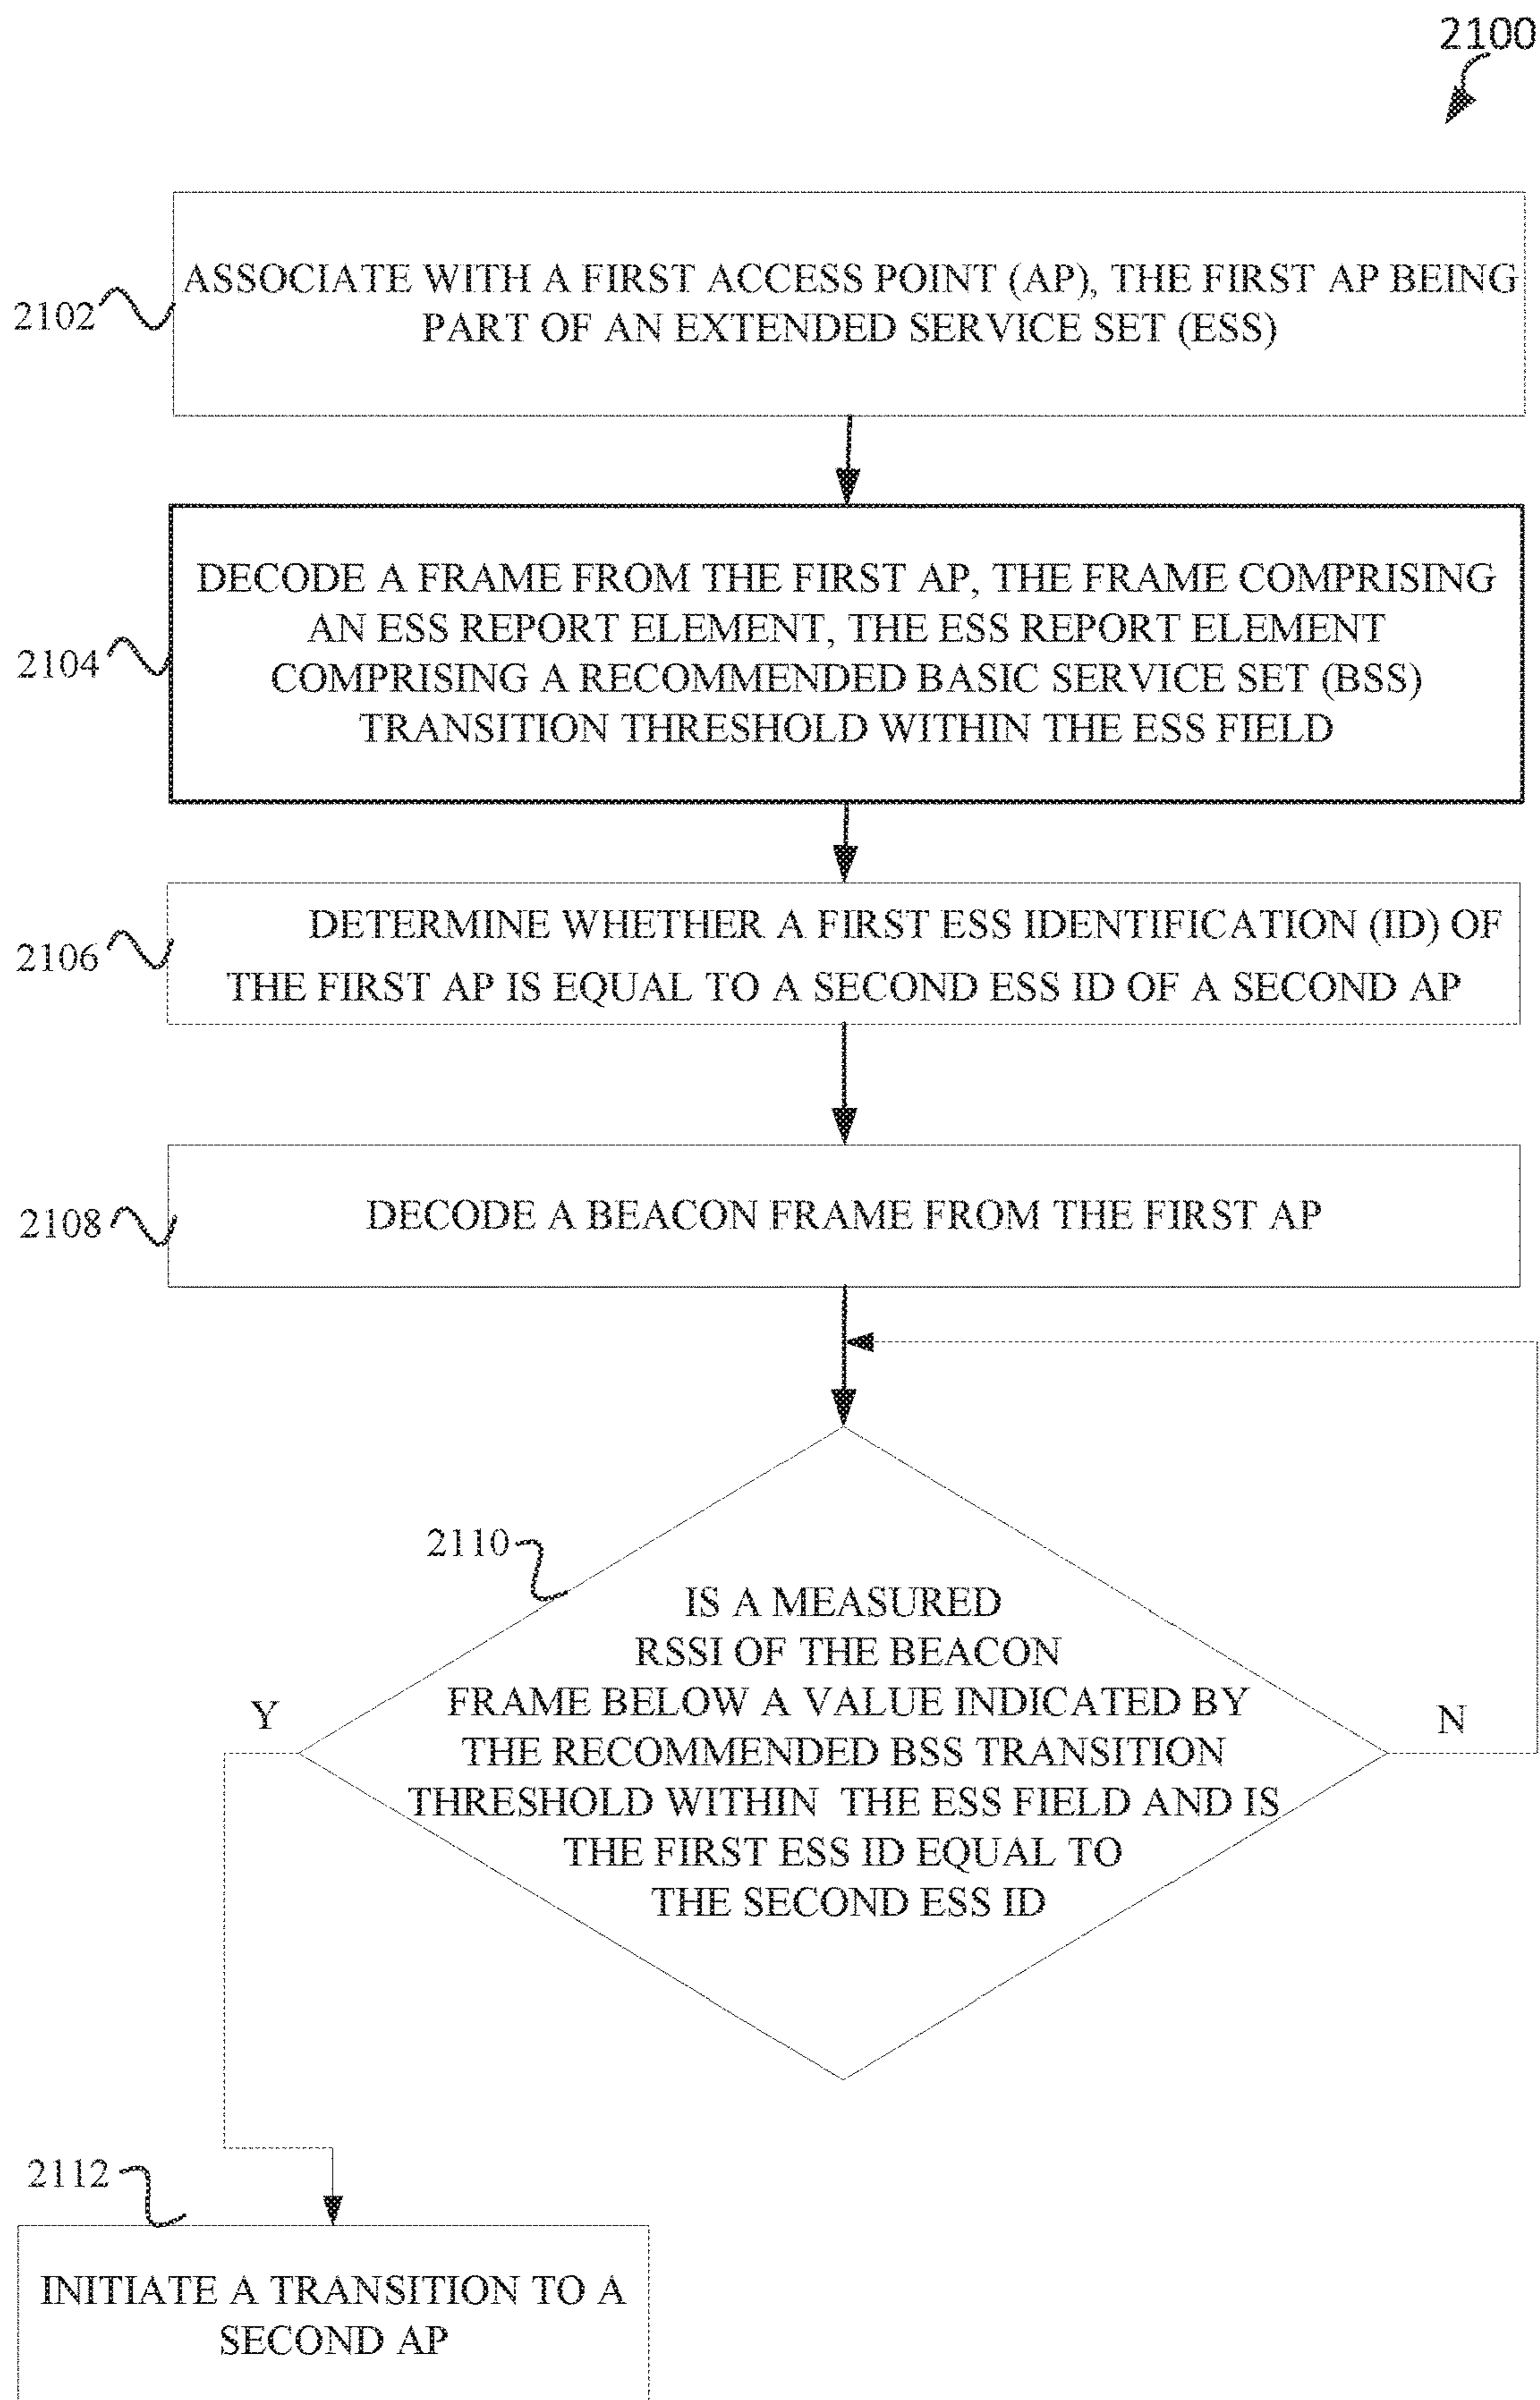 2100
2102
ASSOCIATE WITH A FIRST ACCESS POINT (AP), THE FIRST AP BEING
PART OF AN EXTENDED SERVICE SET (ESS)
2104
DECODE A FRAME FROM THE FIRST AP, THE FRAME COMPRISING
AN ESS REPORT ELEMENT, THE ESS REPORT ELEMENT
COMPRISING A RECOMMENDED BASIC SERVICE SET (BSS)
TRANSITION THRESHOLD WITHIN THE ESS FIELD
2106
DETERMINE WHETHER A FIRST ESS IDENTIFICATION (ID) OF
THE FIRST AP IS EQUAL TO A SECOND ESS ID OF A SECOND AP
2108
DECODE A BEACON FRAME FROM THE FIRST AP
2110
IS A MEASURED
RSSI OF THE BEACON
FRAME BELOW A VALUE INDICATED BY
THE RECOMMENDED BSS TRANSITION
THRESHOLD WITHIN THE ESS FIELD AND IS
THE FIRST ESS ID EQUAL TO
THE SECOND ESS ID
Y
N
2112
INITIATE A TRANSITION TO A
SECOND AP